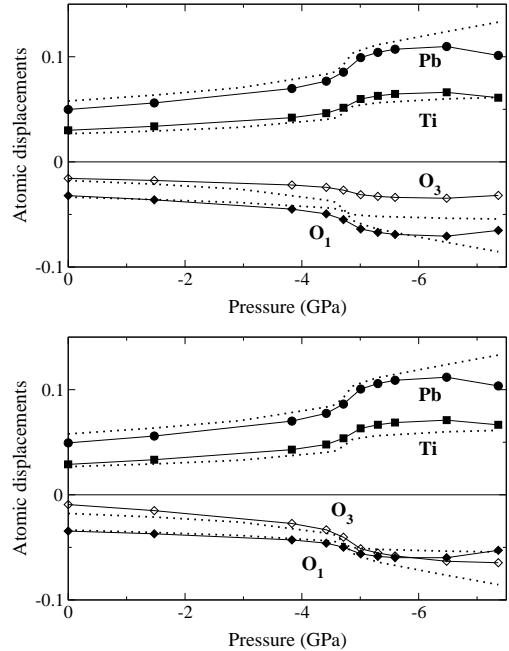 0.1
Pb
Ti
0
O3
O1
-0.1
0 -2 -4 -6
Atomic displacements
Pressure (GPa)
0.1
Pb
Ti
0
O3
O1
-0.1
0 -2 -4 -6
Atomic displacements
Pressure (GPa)